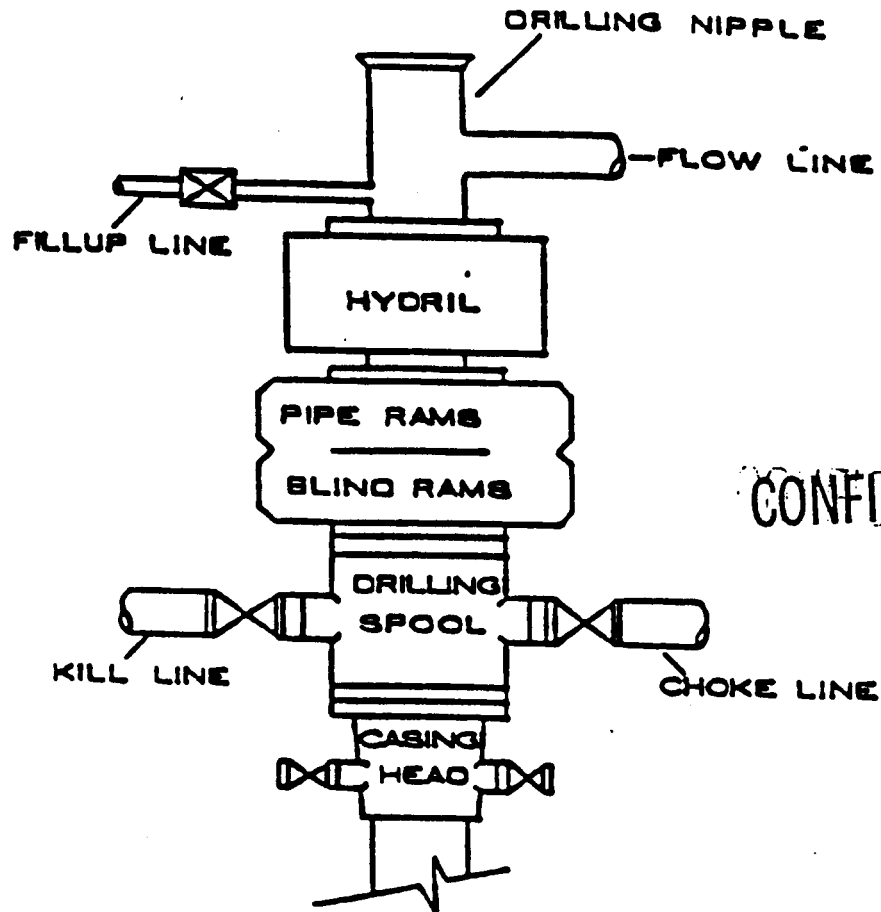 DRILLING NIPPLE
FLOW LINE
FILLUP LINE
HYDRIL
PIPE RAMS
BLIND RAMS
DRILLING
SPOOL
KILL LINE
CHOKE LINE
CASING
HEAD